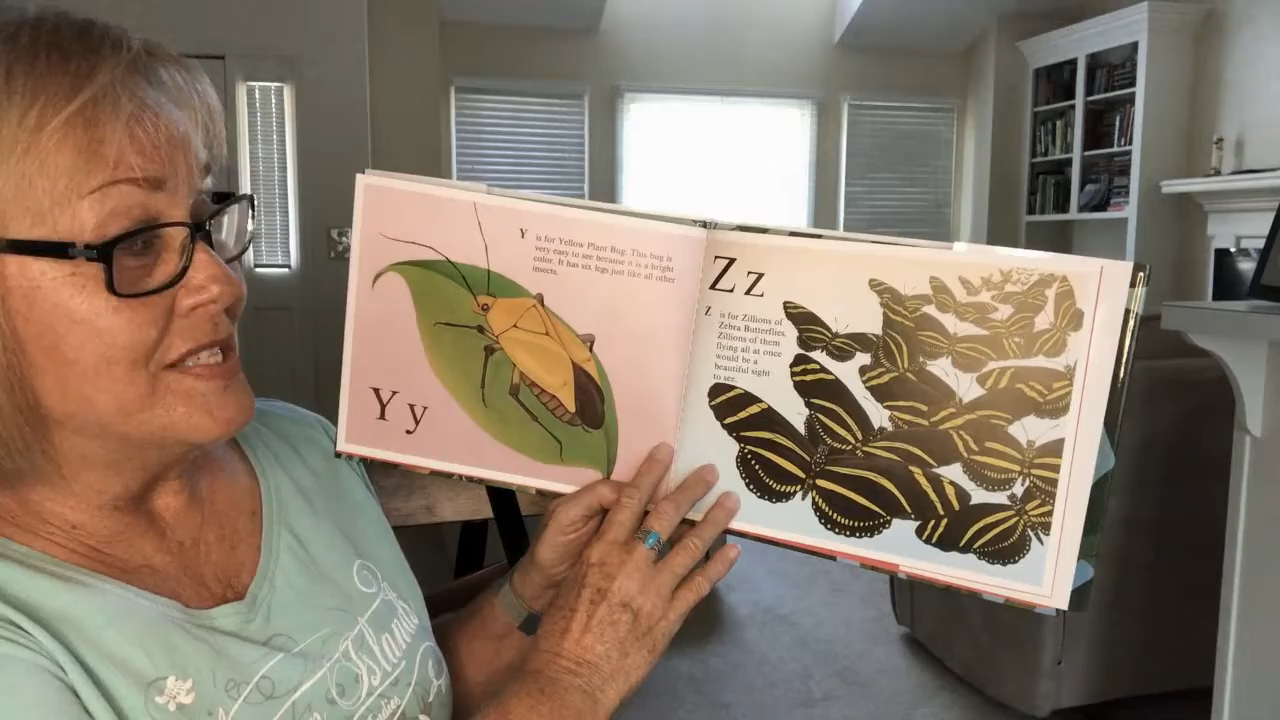 Y is for Yellow Plant Bug. This bug is
very easy to see because it is a bright
color. It has six legs just like all other
insects.
Y y
Z z
Z is for Zillions of
Zebra Butterflies.
Zillions of them
flying all at once
would be a
beautiful sight
to see.
Islands